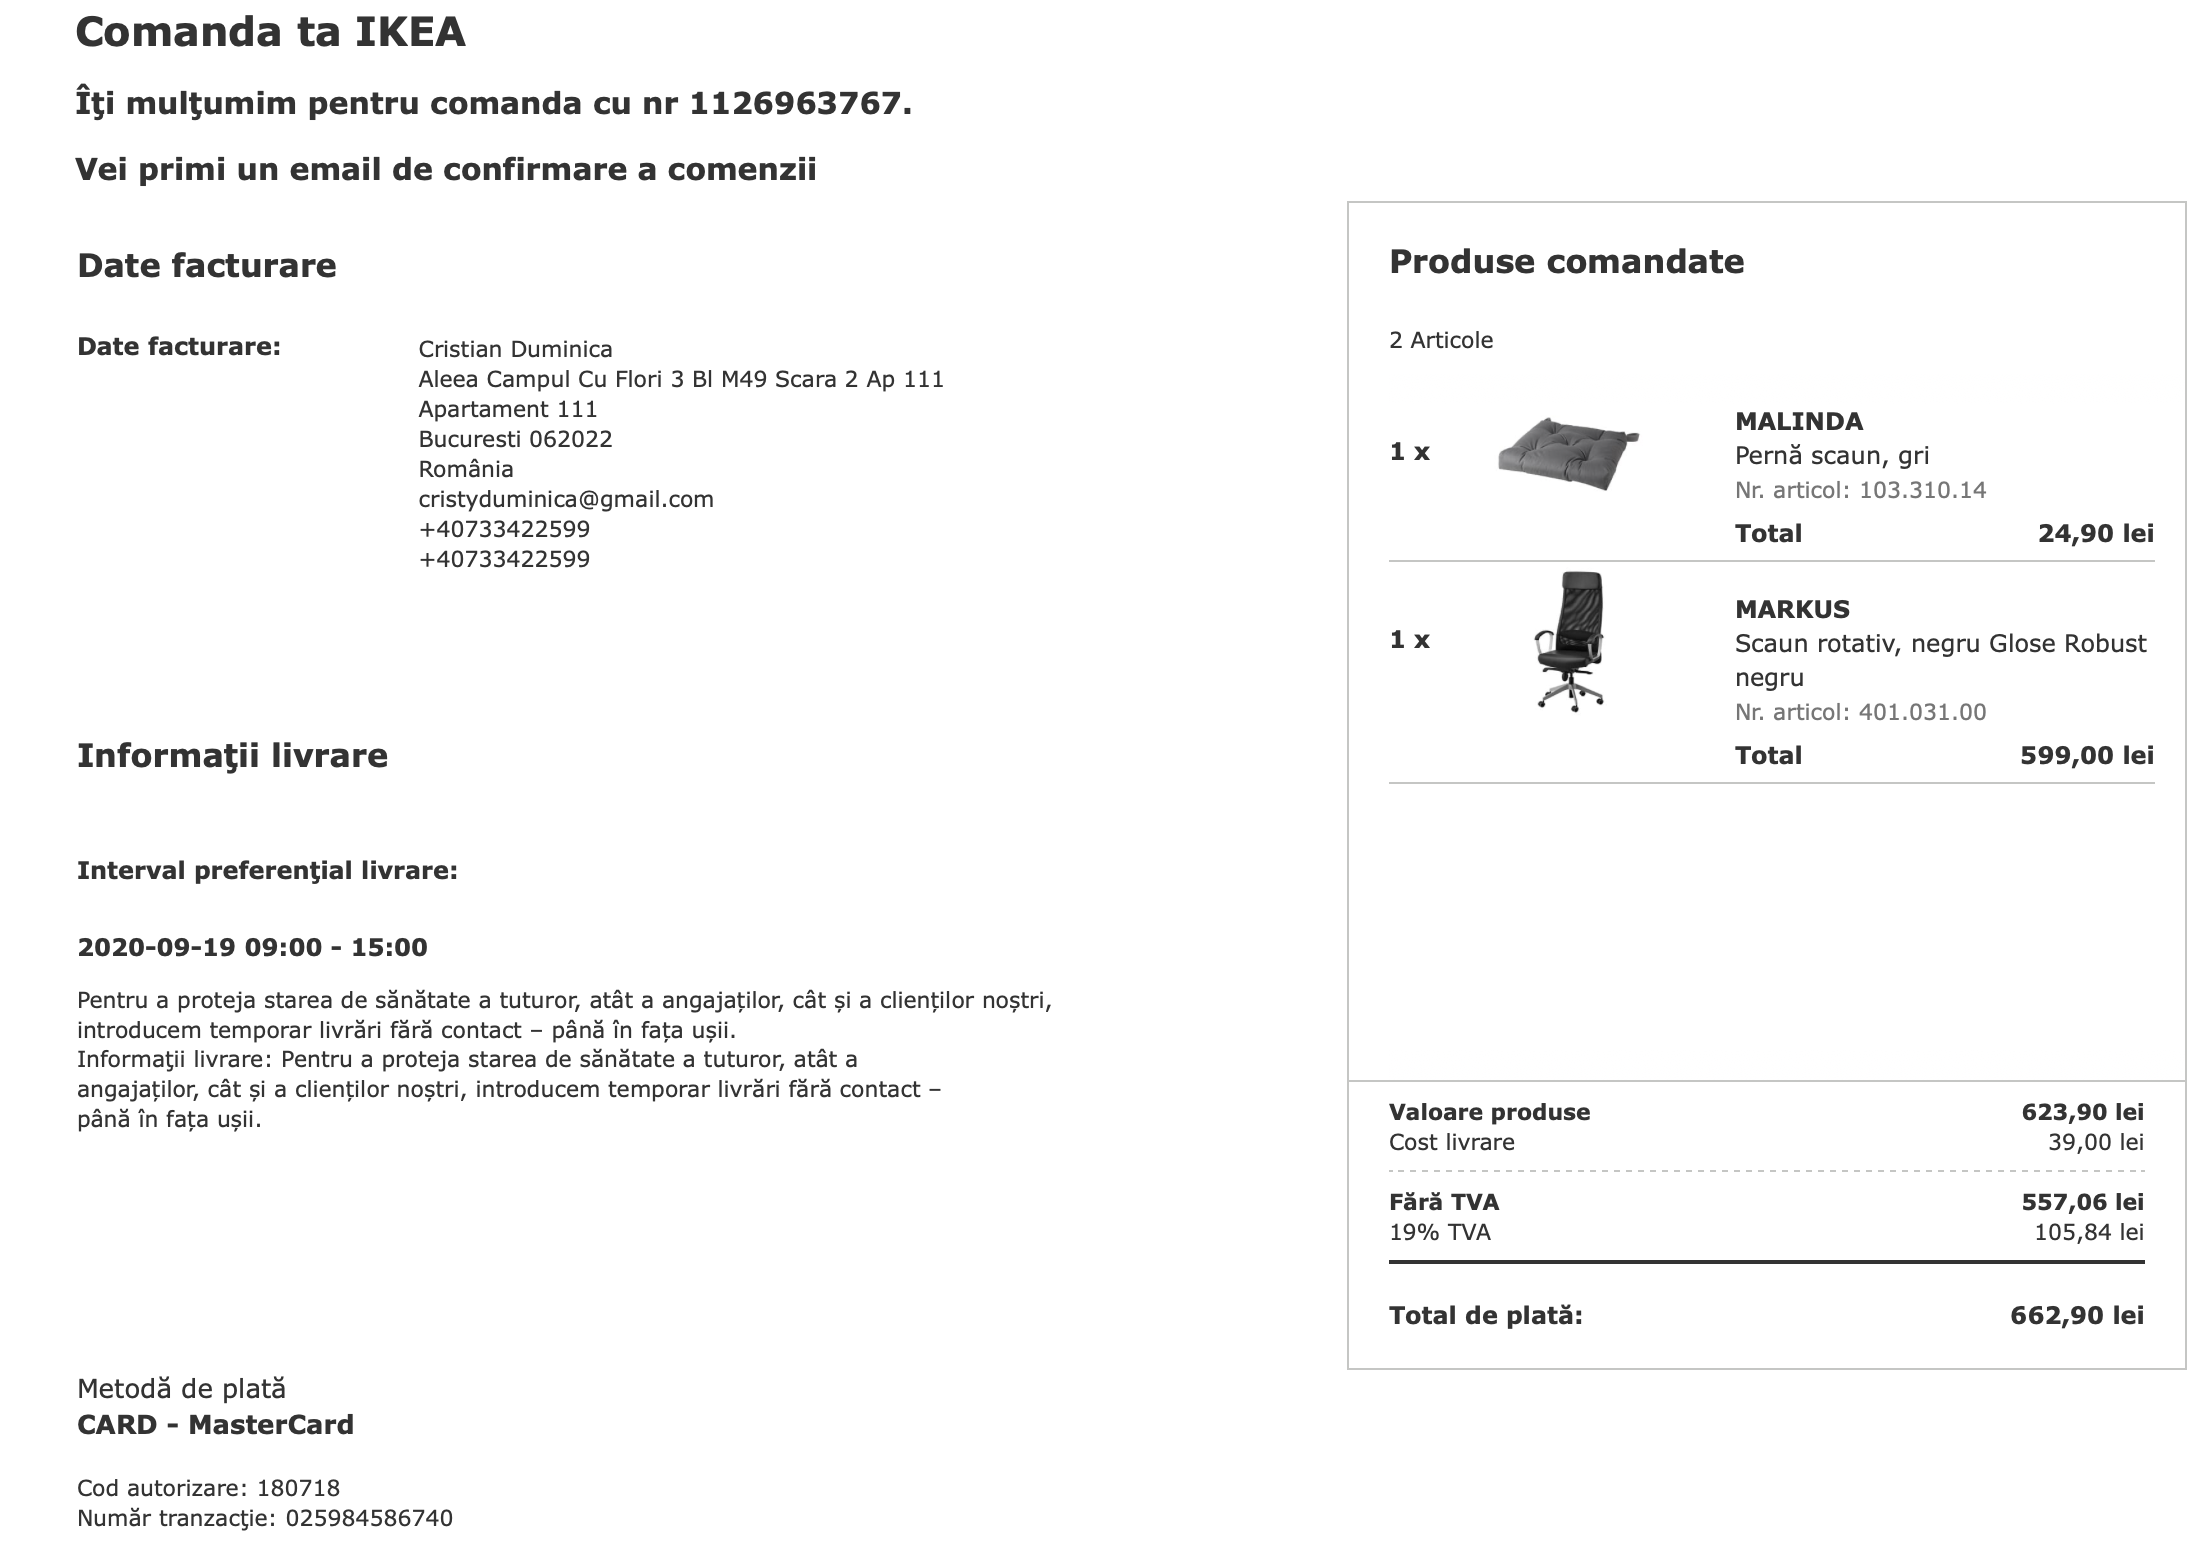 Comanda ta IKEA
Îţi mulţumim pentru comanda cu nr 1126963767.
Vei primi un email de confirmare a comenzii
Date facturare
Date facturare:
Cristian Duminica
Aleea Campul Cu Flori 3 Bl M49 Scara 2 Ap 111
Apartament 111
Bucuresti 062022
România
cristyduminica@gmail.com
+40733422599
+40733422599
Informaţii livrare
Interval preferenţial livrare:
2020-09-19 09:00 - 15:00
Pentru a proteja starea de sănătate a tuturor, atât a angajaților, cât și a clienților noștri,
introducem temporar livrări fără contact – până în fața ușii.
Informaţii livrare: Pentru a proteja starea de sănătate a tuturor, atât a
angajaților, cât și a clienților noștri, introducem temporar livrări fără contact –
până în fața ușii.
Metodă de plată
CARD - MasterCard
Cod autorizare: 180718
Număr tranzacţie: 025984586740
Produse comandate
2 Articole
1 x
MALINDA
Pernă scaun, gri
Nr. articol: 103.310.14
Total 24,90 lei
1 x
MARKUS
Scaun rotativ, negru Glose Robust
negru
Nr. articol: 401.031.00
Total 599,00 lei
Valoare produse 623,90 lei
Cost livrare 39,00 lei
Fără TVA 557,06 lei
19% TVA 105,84 lei
Total de plată: 662,90 lei